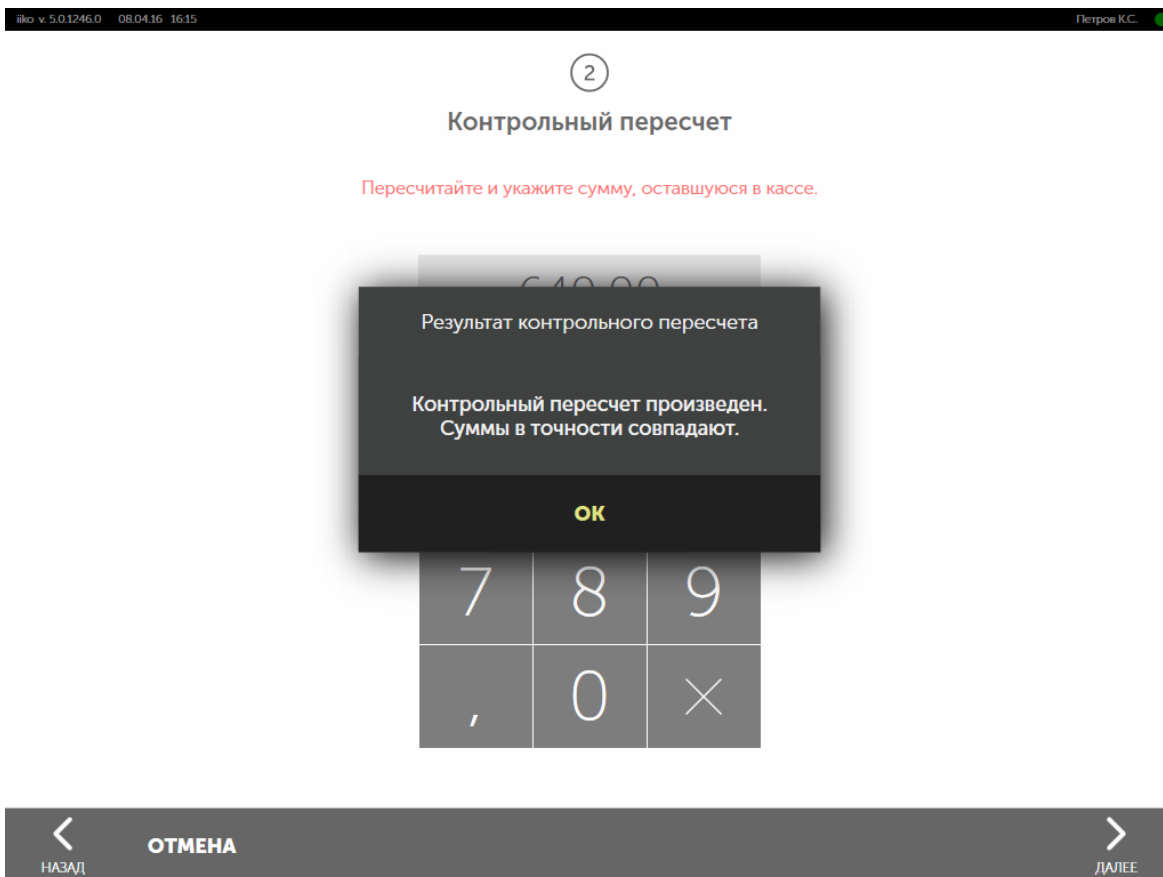 iiko v. 5.0.1246.0 08.04.16 16:15 Петров К.С.
2
Контрольный пересчет
Пересчитайте и укажите сумму, оставшуюся в кассе.
Результат контрольного пересчета
Контрольный пересчет произведен.
Суммы в точности совпадают.
ОК
7 8 9
, 0 ×
НАЗАД ОТМЕНА ДАЛЕЕ